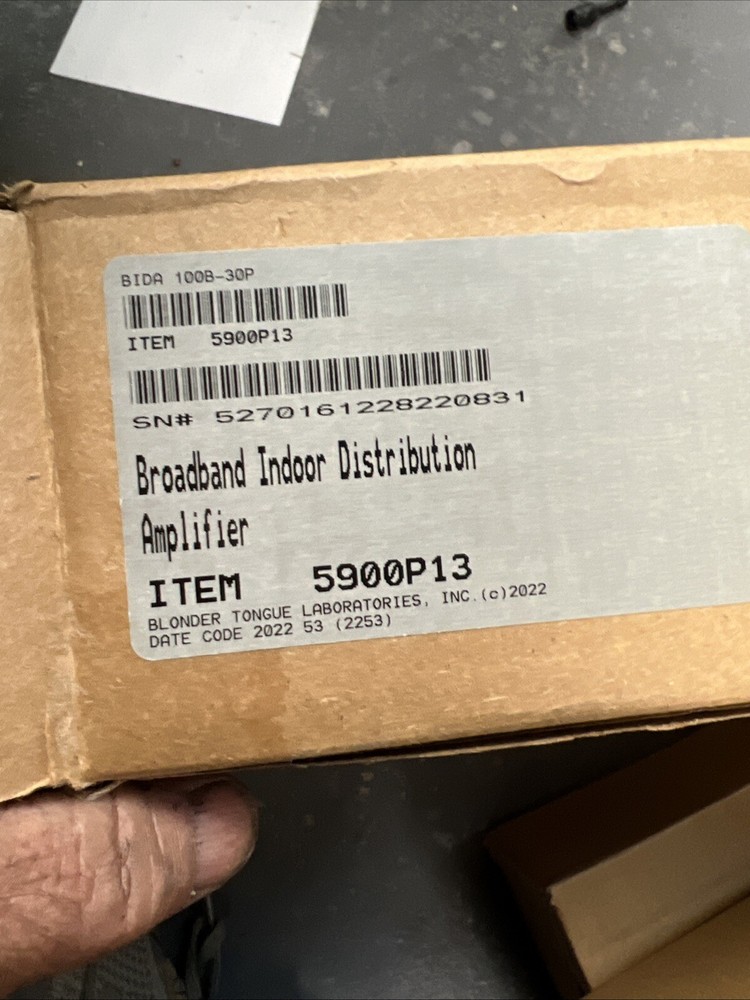 BIDA 100B-30P
ITEM 5900P13
SN# 5270161228220831
Broadband Indoor Distribution
Amplifier
ITEM 5900P13
BLONDER TONGUE LABORATORIES, INC.(c)2022
DATE CODE 2022 53 (2253)